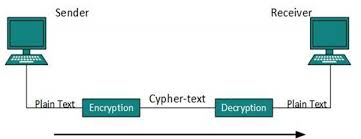 Sender
Receiver
Plain Text
Encryption
Cypher-text
Decryption
Plain Text